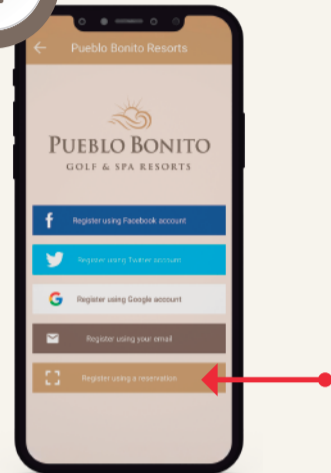 Pueblo Bonito Resorts
PUEBLO BONITO
GOLF & SPA RESORTS
Register using Facebook account
Register using Twitter account
Register using Google account
Register using your email
Register using a reservation